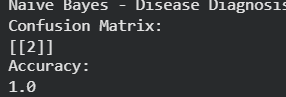 Naive Bayes - Disease Diagnosis
Confusion Matrix:
[[2]]
Accuracy:
1.0